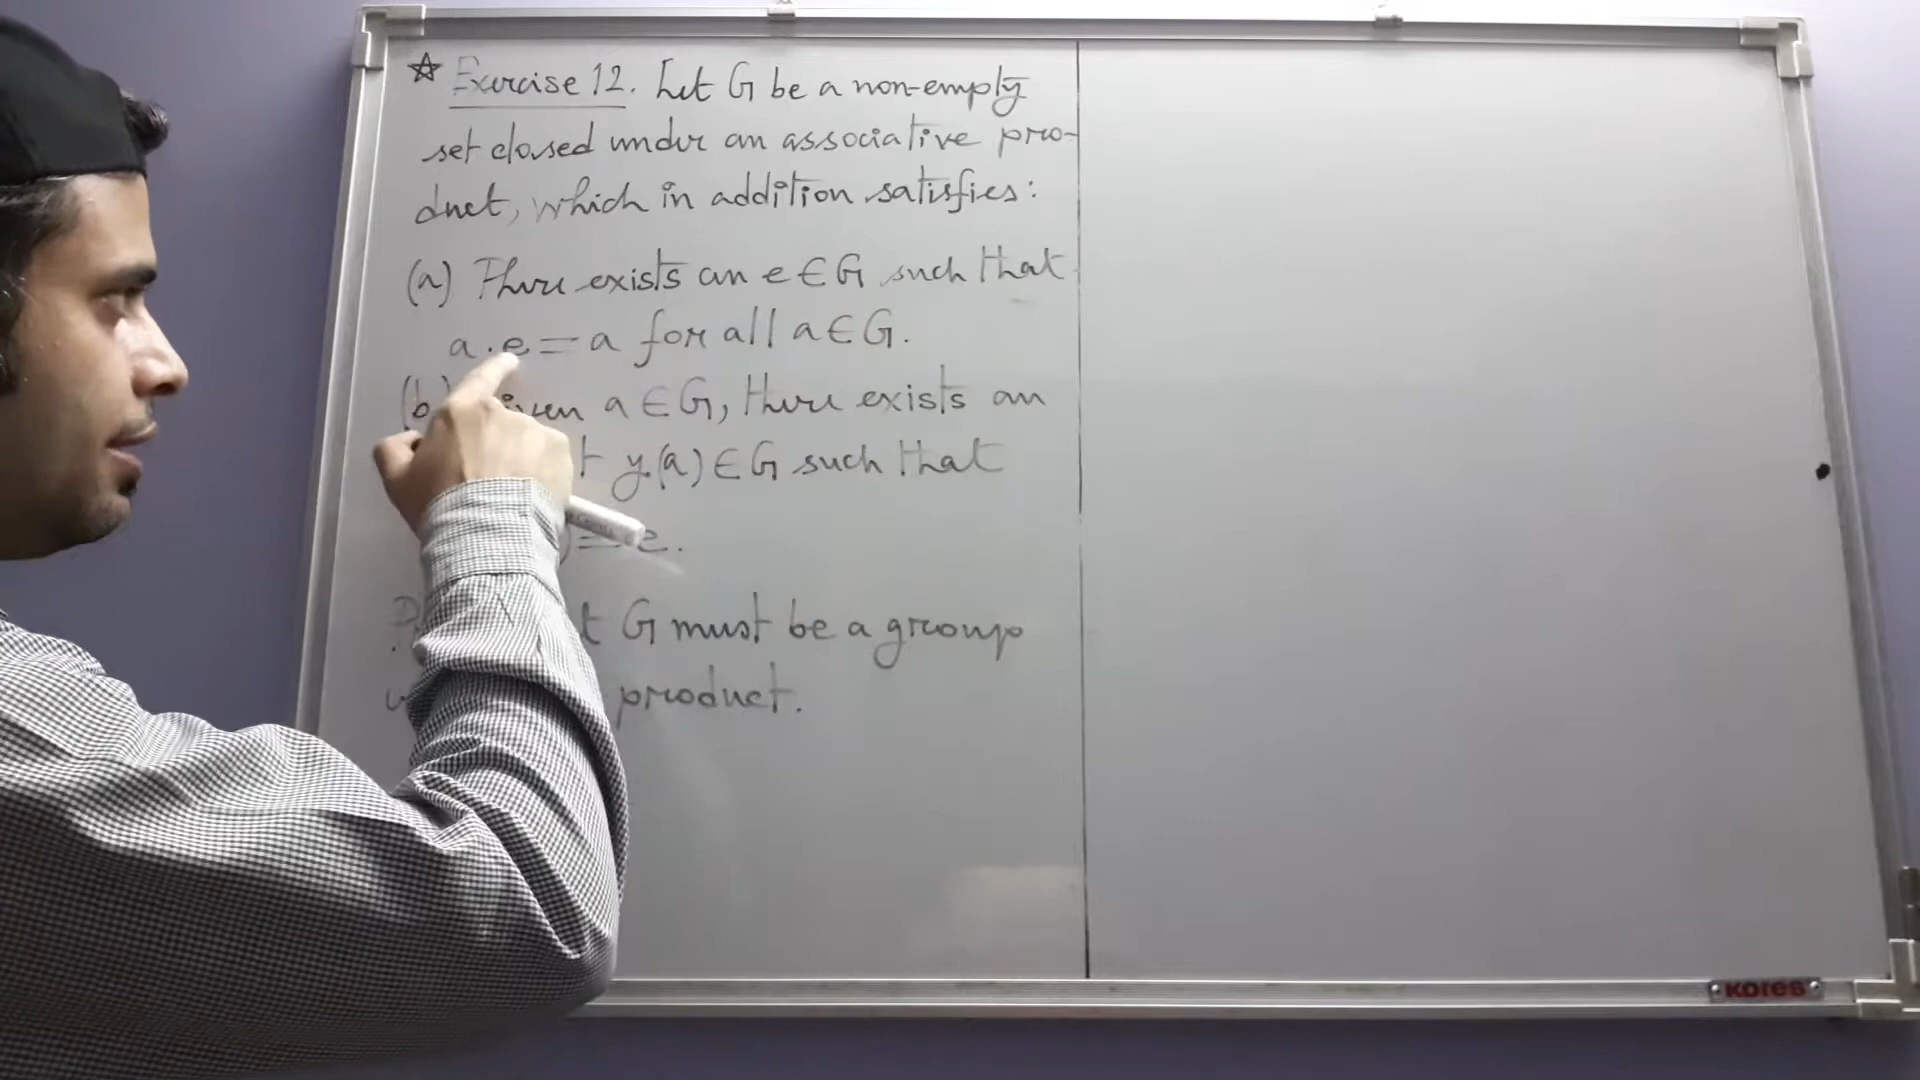 ☆ Exercise 12. Let G be a non-empty
set closed under an associative pro-
duct, which in addition satisfies:
(a) There exists an e ∈ G such that
a · e = a for all a ∈ G.
(b) Given a ∈ G, there exists an
y(a) ∈ G such that
= e.
G must be a group
product.
kores